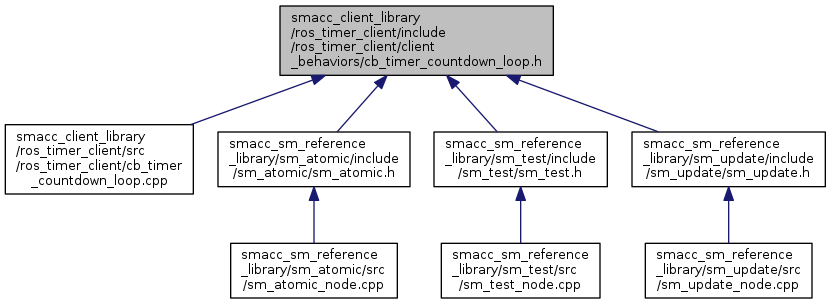 smacc_client_library
/ros_timer_client/include
/ros_timer_client/client
_behaviors/cb_timer_countdown_loop.h
smacc_client_library
/ros_timer_client/src
/ros_timer_client/cb_timer
_countdown_loop.cpp
smacc_sm_reference
_library/sm_atomic/include
/sm_atomic/sm_atomic.h
smacc_sm_reference
_library/sm_test/include
/sm_test/sm_test.h
smacc_sm_reference
_library/sm_update/include
/sm_update/sm_update.h
smacc_sm_reference
_library/sm_atomic/src
/sm_atomic_node.cpp
smacc_sm_reference
_library/sm_test/src
/sm_test_node.cpp
smacc_sm_reference
_library/sm_update/src
/sm_update_node.cpp